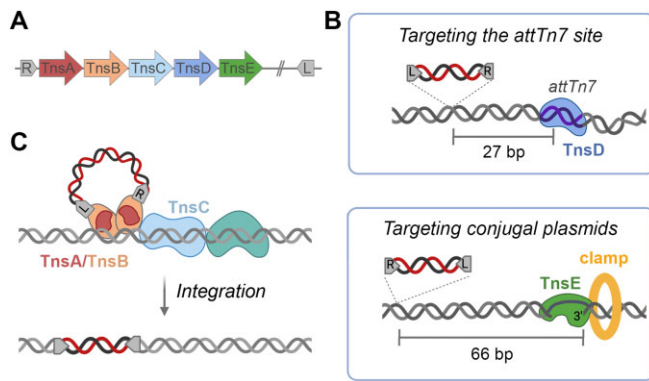 A
R TnsA TnsB TnsC TnsD TnsE L
B
Targeting the attTn7 site
L R
attTn7
27 bp
TnsD
C
L R
TnsC
TnsA/TnsB
Integration
Targeting conjugal plasmids
R L
clamp
TnsE
3'
66 bp